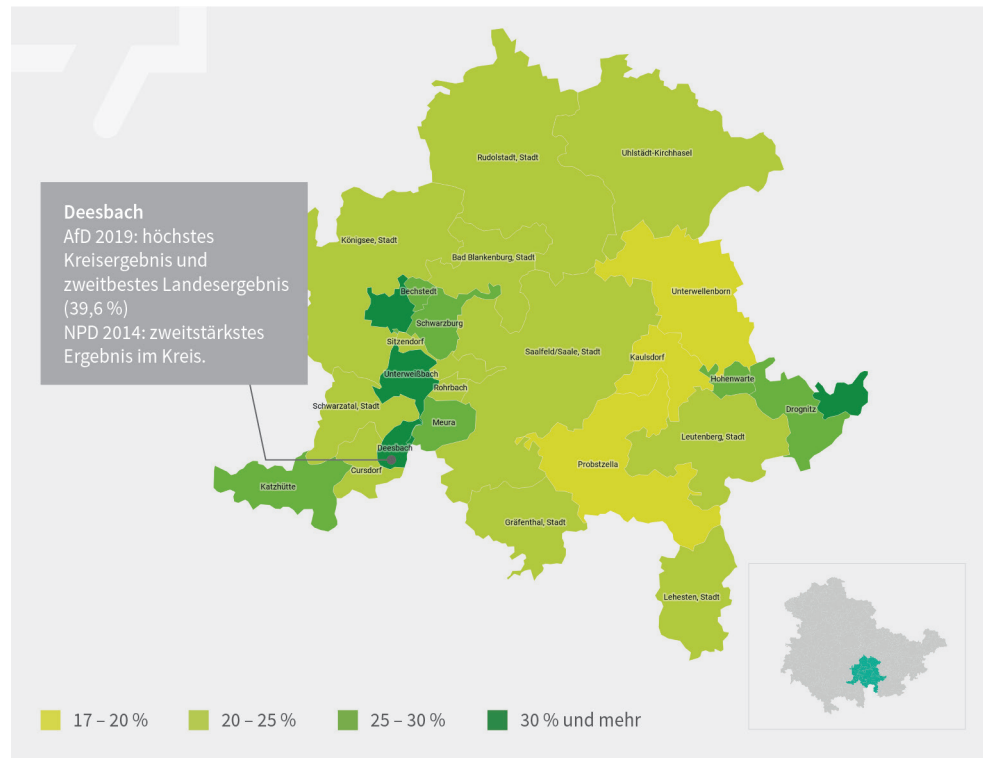 Rudolstadt, Stadt
Uhlstädt-Kirchhasel
Deesbach
AfD 2019: höchstes
Kreisergebnis und
zweitbestes Landesergebnis
(39,6 %)
NPD 2014: zweitstärkstes
Ergebnis im Kreis.
Königsee, Stadt
Bad Blankenburg, Stadt
Unterwellenborn
Bechstedt
Schwarzburg
Sitzendorf
Saalfeld/Saale, Stadt
Kaulsdorf
Unterweißbach
Hohenwarte
Rohrbach
Schwarzatal, Stadt
Drognitz
Meura
Leutenberg, Stadt
Deesbach
Probstzella
Cursdorf
Katzhütte
Gräfenthal, Stadt
Lehesten, Stadt
17 – 20 %
20 – 25 %
25 – 30 %
30 % und mehr